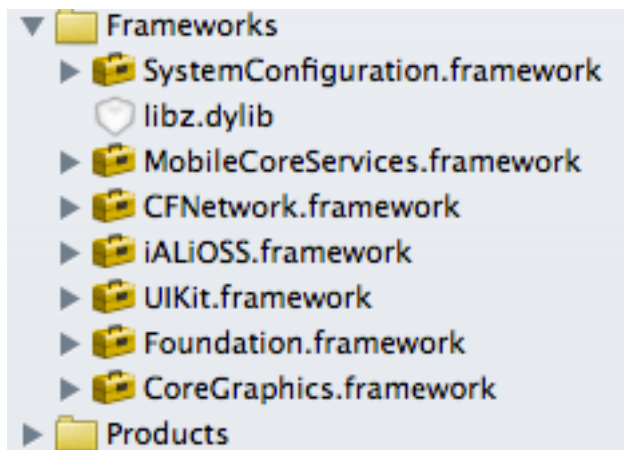 Frameworks
SystemConfiguration.framework
libz.dylib
MobileCoreServices.framework
CFNetwork.framework
iALiOSS.framework
UIKit.framework
Foundation.framework
CoreGraphics.framework
Products